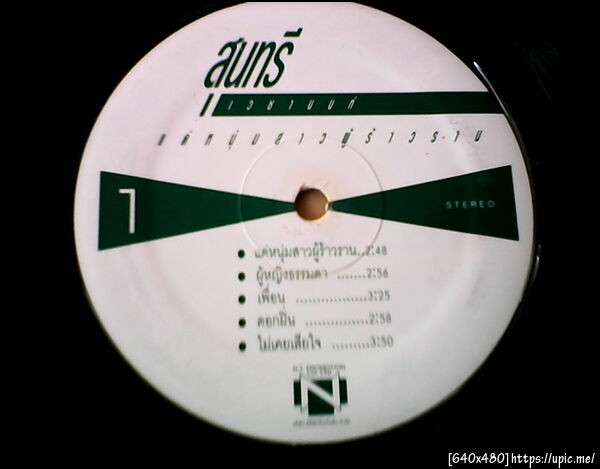 สุนทรี
เวชานนท์
แด่หนุ่มสาวผู้ร้าวราน
1
STEREO
แด่หนุ่มสาวผู้ร้าวราน..2:48
ผู้หญิงธรรมดา .......2:56
เพื่อน .................3:25
ดอกฝิ่น ..............2:58
ไม่เคยเสียใจ .........3:50
N
[640x480]https://upic.me/